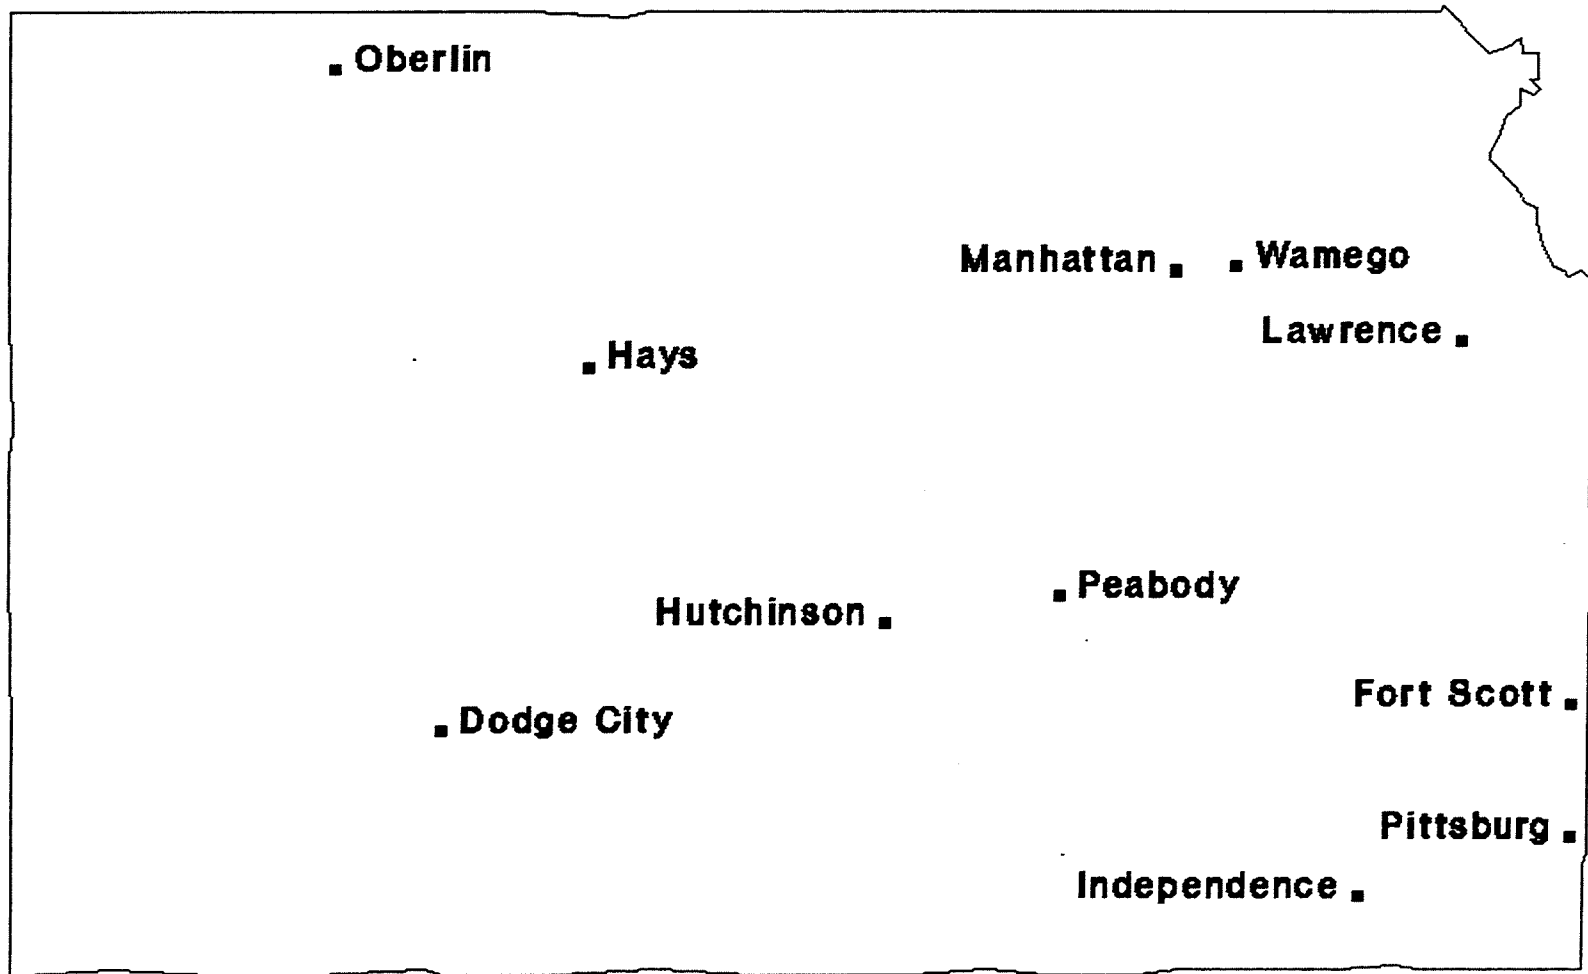 Oberlin
Manhattan
Wamego
Lawrence
Hays
Peabody
Hutchinson
Fort Scott
Dodge City
Pittsburg
Independence